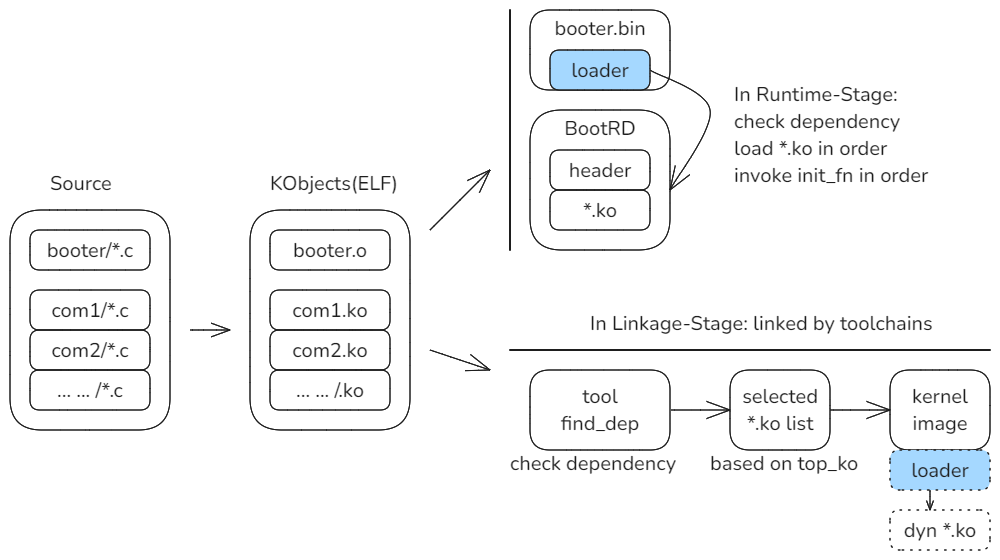 Source
booter/*.c
com1/*.c
com2/*.c
... ... /*.c
KObjects(ELF)
booter.o
com1.ko
com2.ko
... ... /.ko
booter.bin
loader
BootRD
header
*.ko
In Runtime-Stage:
check dependency
load *.ko in order
invoke init_fn in order
In Linkage-Stage: linked by toolchains
tool
find_dep
check dependency
selected
*.ko list
based on top_ko
kernel
image
loader
dyn *.ko